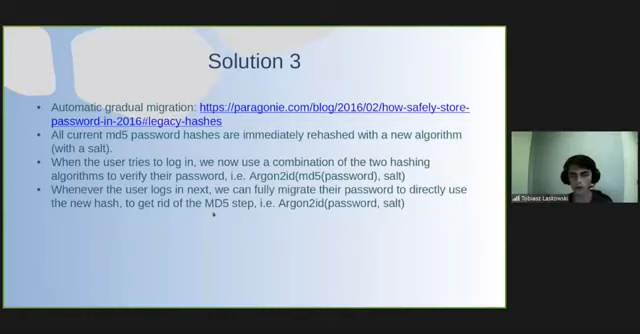 Solution 3
• Automatic gradual migration: https://paragonie.com/blog/2016/02/how-safely-store-
password-in-2016#legacy-hashes
• All current md5 password hashes are immediately rehashed with a new algorithm
(with a salt).
• When the user tries to log in, we now use a combination of the two hashing
algorithms to verify their password, i.e. Argon2id(md5(password), salt)
• Whenever the user logs in next, we can fully migrate their password to directly use
the new hash, to get rid of the MD5 step, i.e. Argon2id(password, salt)
Tobiasz Laskowski